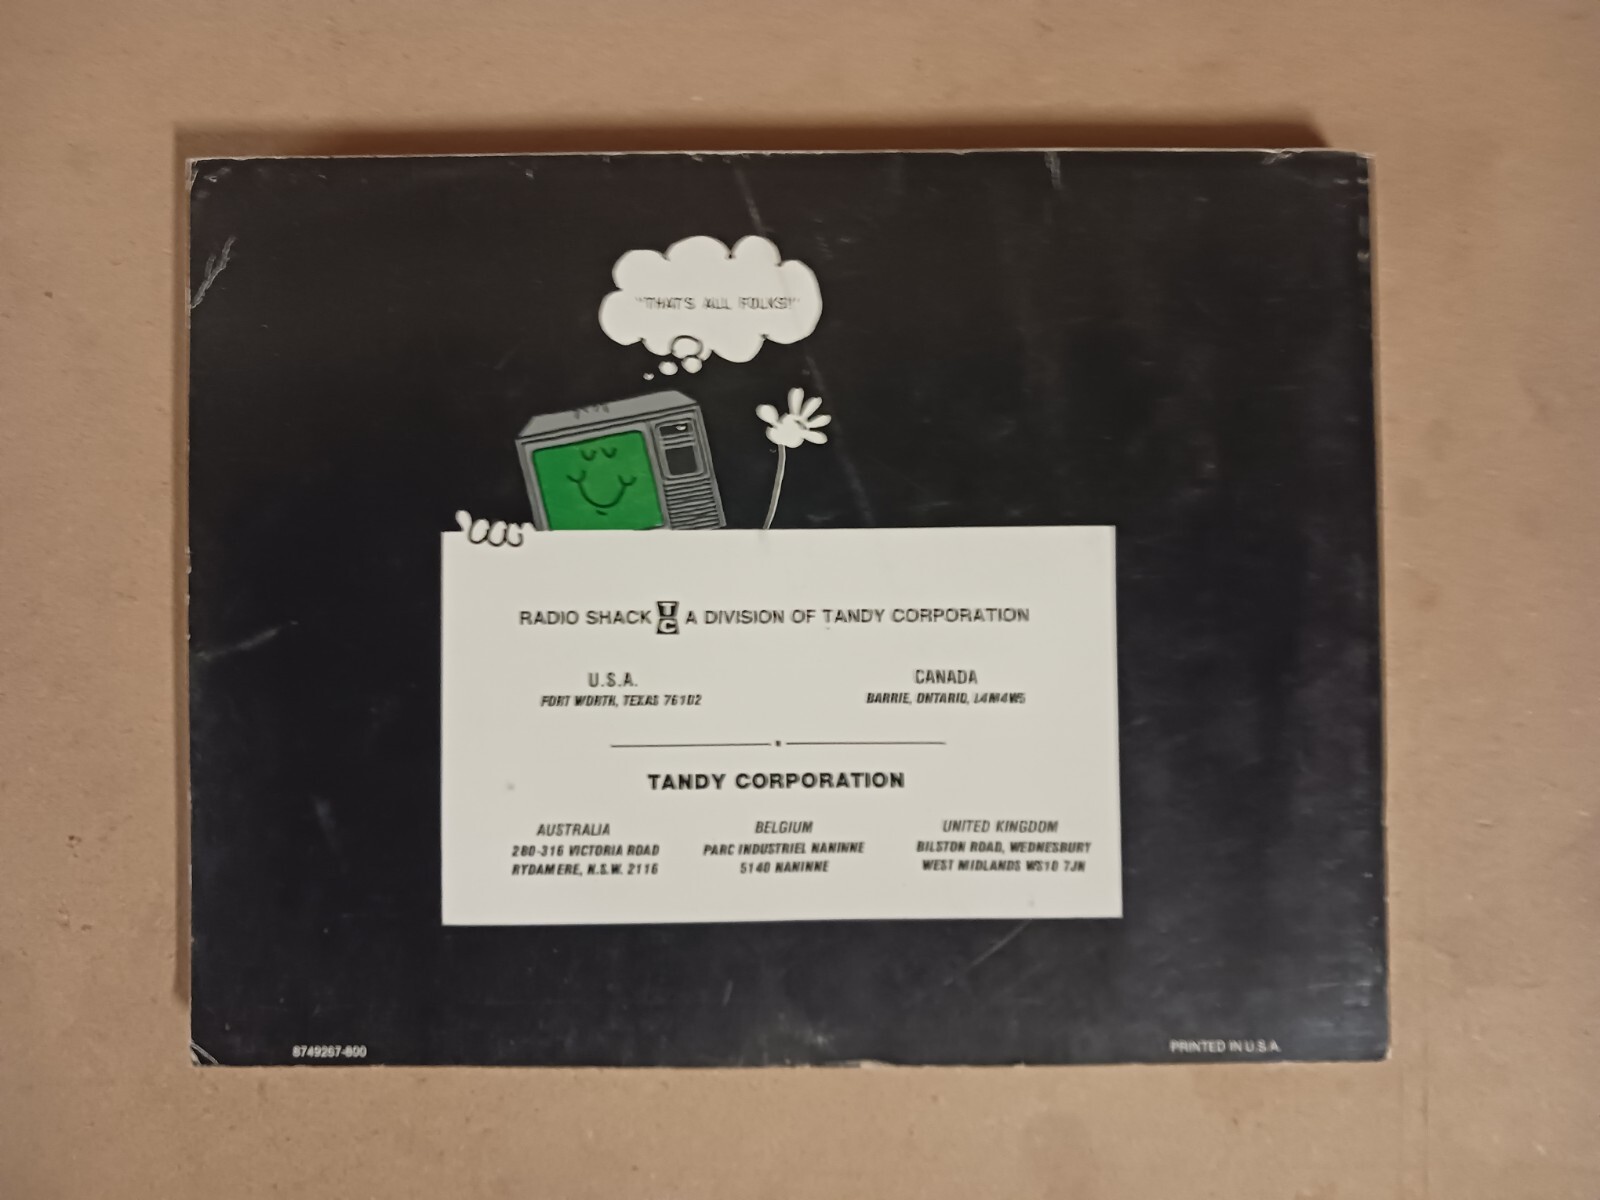 "THAT'S ALL FOLKS!"
RADIO SHACK TC A DIVISION OF TANDY CORPORATION
U.S.A.
FORT WORTH, TEXAS 76102
CANADA
BARRIE, ONTARIO, L4M4W5
TANDY CORPORATION
AUSTRALIA
280-316 VICTORIA ROAD
RYDAMERE, N.S.W. 2116
BELGIUM
PARC INDUSTRIEL NANINNE
5140 NANINNE
UNITED KINGDOM
BILSTON ROAD, WEDNESBURY
WEST MIDLANDS WS10 7JN
8749267-800
PRINTED IN U.S.A.